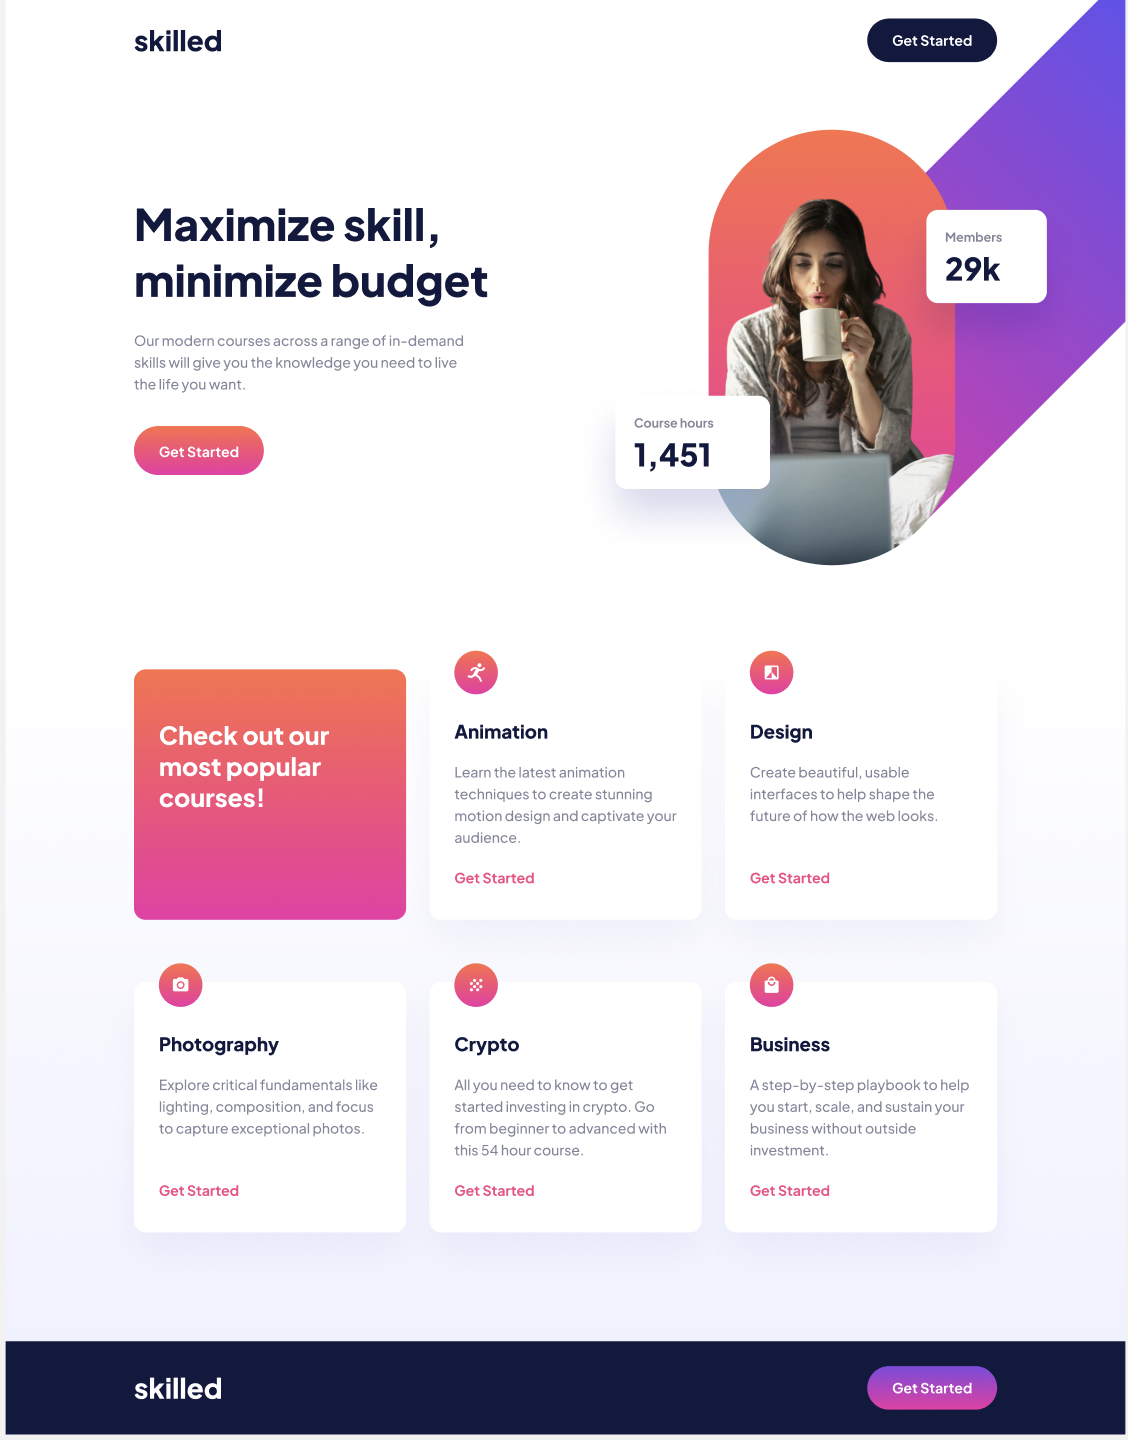 skilled
Get Started
Maximize skill,
minimize budget
Our modern courses across a range of in-demand
skills will give you the knowledge you need to live
the life you want.
Get Started
Members
29k
Course hours
1,451
Check out our
most popular
courses!
Animation
Learn the latest animation
techniques to create stunning
motion design and captivate your
audience.
Get Started
Design
Create beautiful, usable
interfaces to help shape the
future of how the web looks.
Get Started
Photography
Explore critical fundamentals like
lighting, composition, and focus
to capture exceptional photos.
Get Started
Crypto
All you need to know to get
started investing in crypto. Go
from beginner to advanced with
this 54 hour course.
Get Started
Business
A step-by-step playbook to help
you start, scale, and sustain your
business without outside
investment.
Get Started
skilled
Get Started